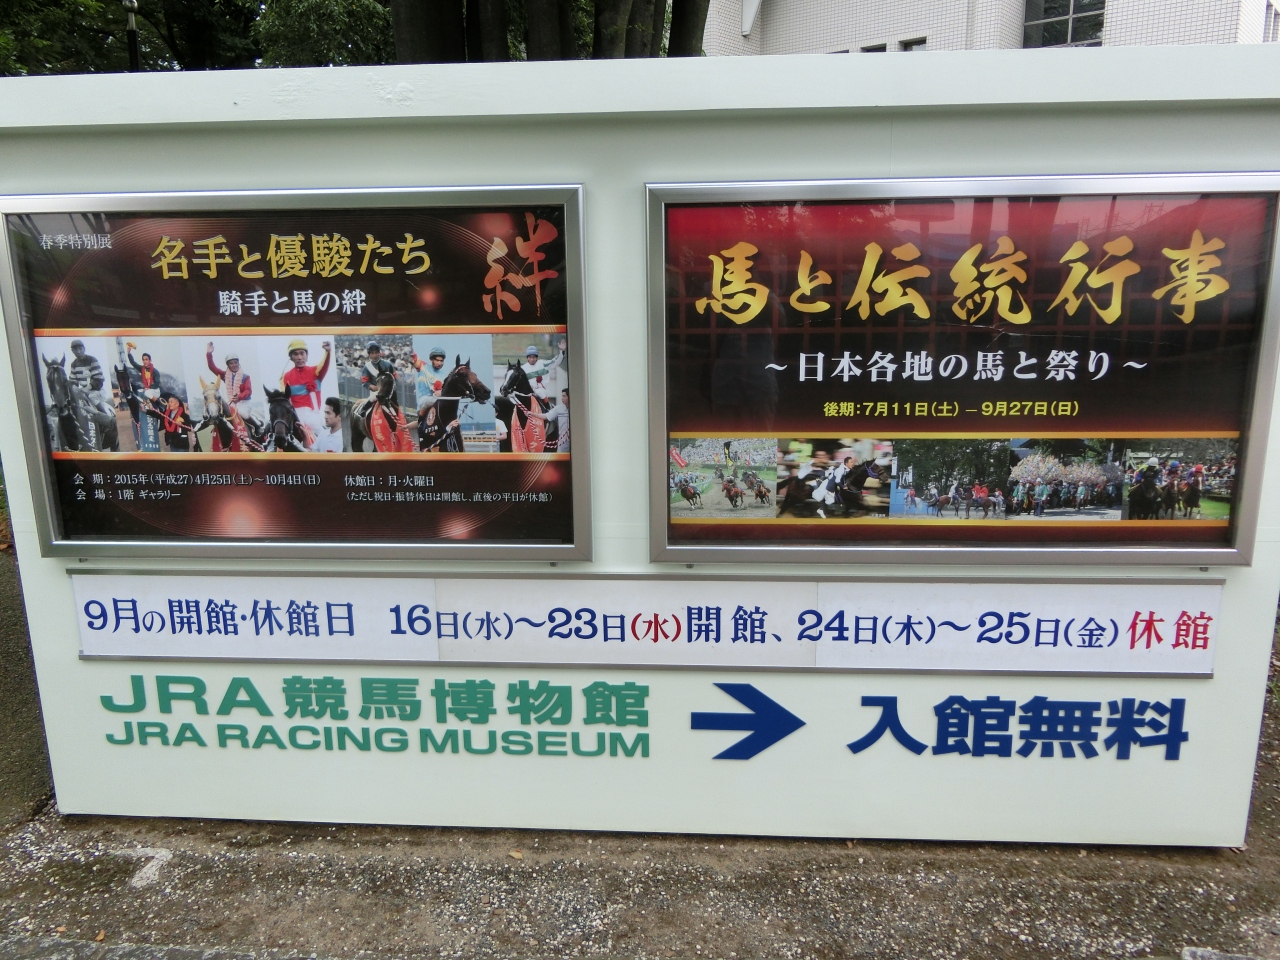 春季特別展
名手と優駿たち
騎手と馬の絆
絆
会 期：2015年（平成27）4月25日（土）～10月4日（日）
会 場：1階 ギャラリー
休館日：月・火曜日
（ただし祝日・振替休日は開館し、直後の平日が休館）
馬と伝統行事
～日本各地の馬と祭り～
後期：7月11日（土）－9月27日（日）
9月の開館・休館日 16日（水）～23日（水）開館、24日（木）～25日（金）休館
JRA競馬博物館
JRA RACING MUSEUM
入館無料